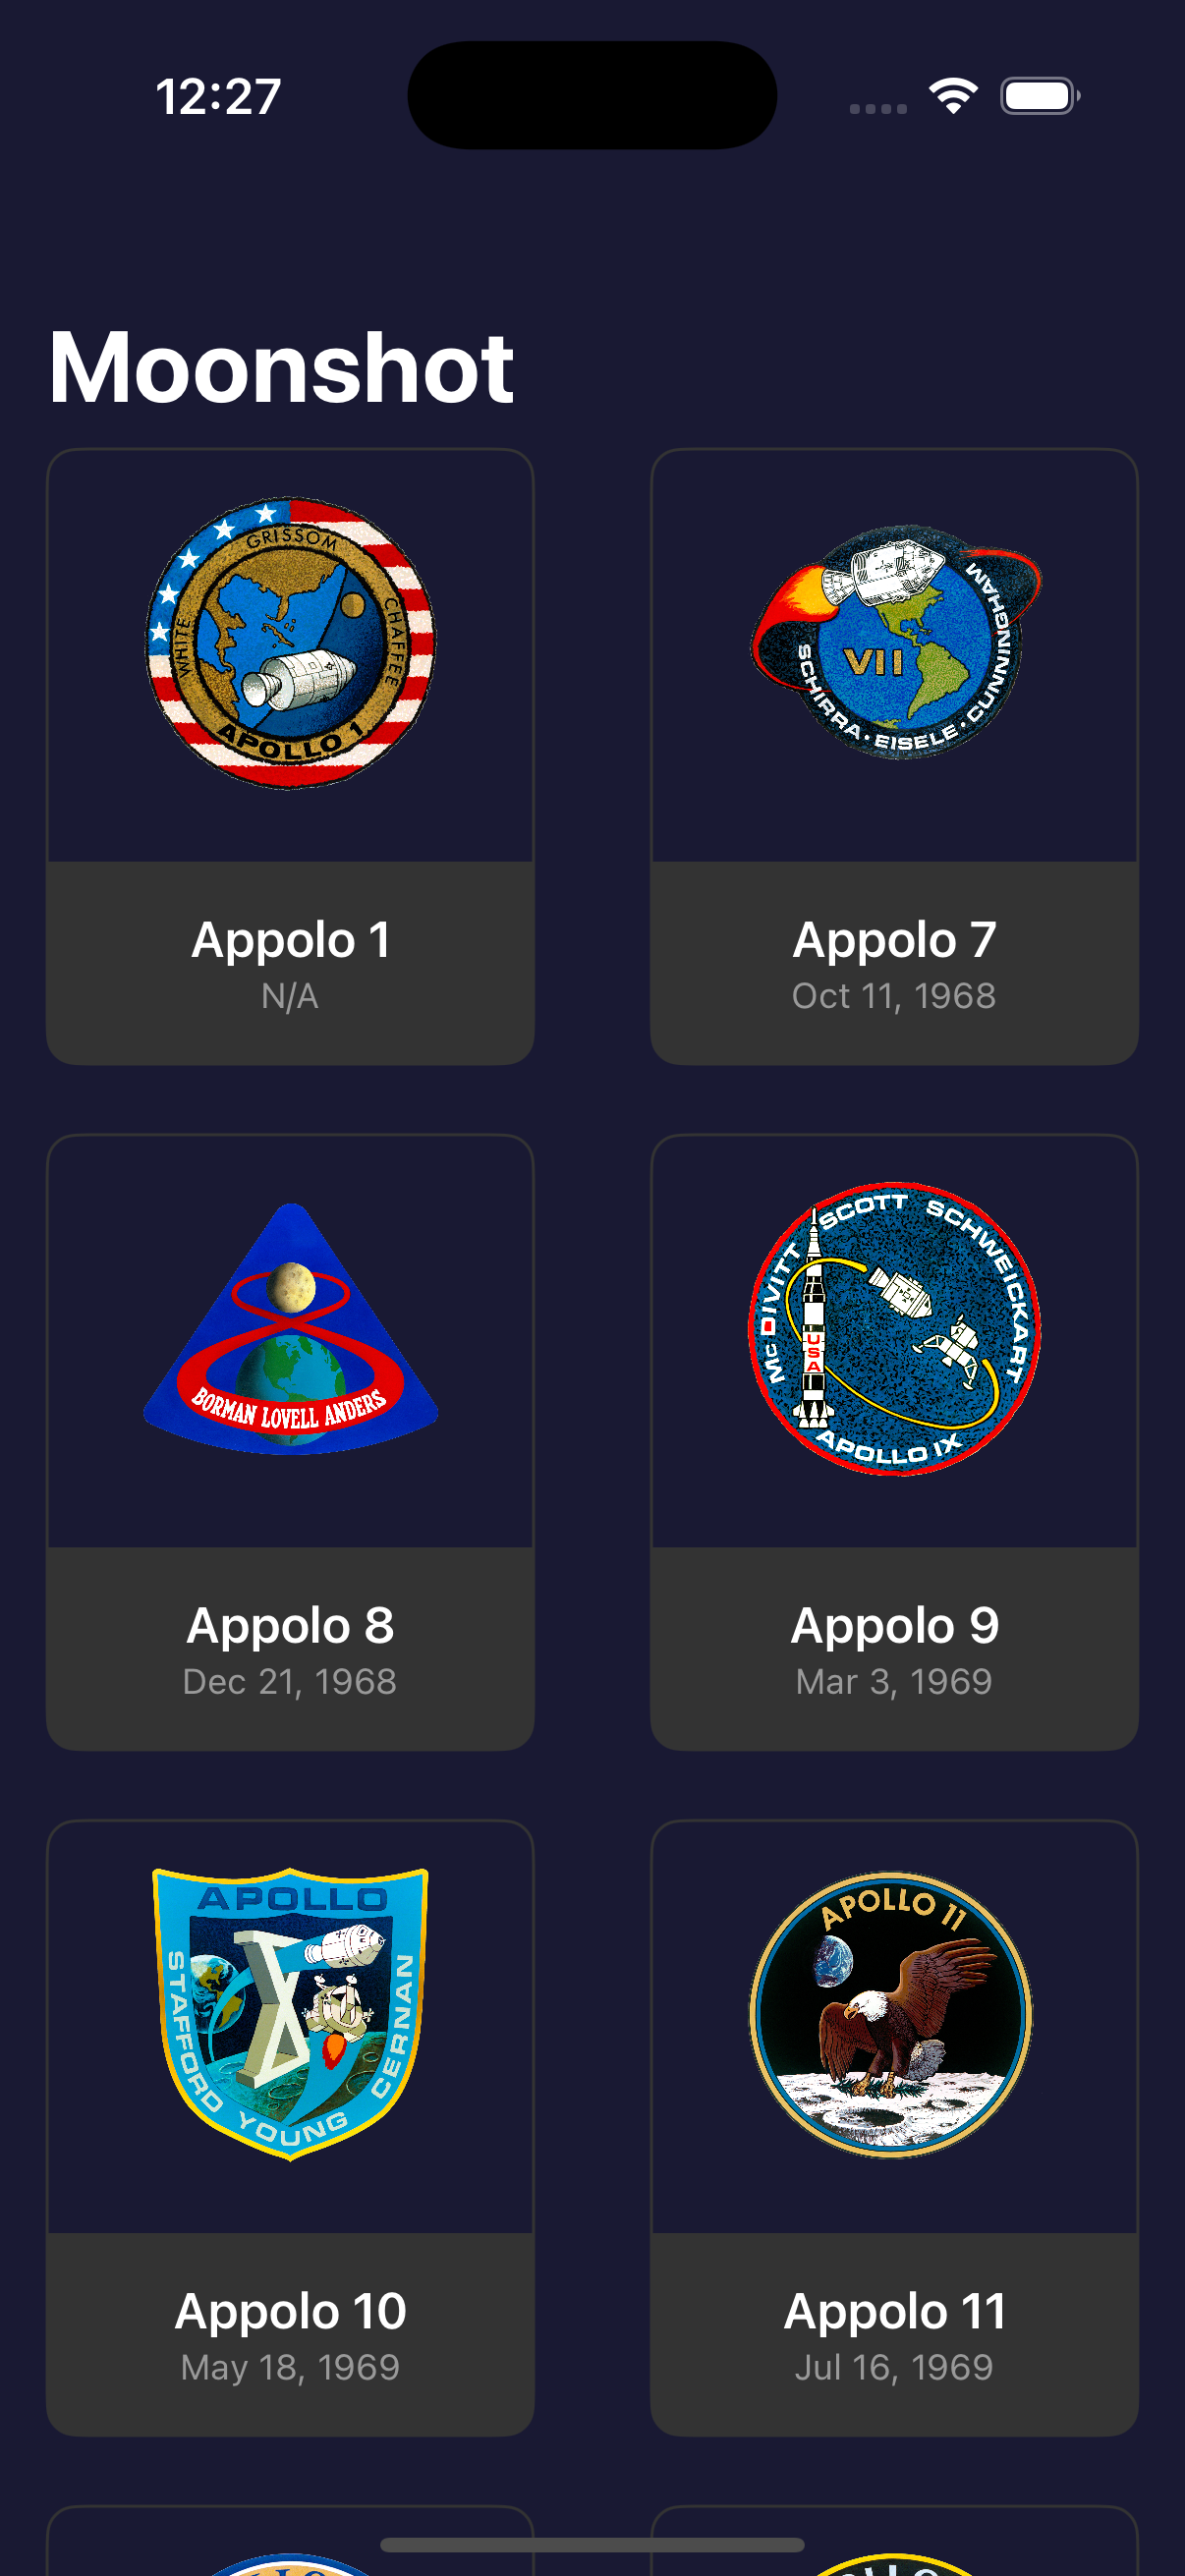 12:27
Moonshot
GRISSOM
WHITE
CHAFFEE
APOLLO 1
VII
SCHIRRA • EISELE • CUNNINGHAM
Appolo 1
Appolo 7
N/A
Oct 11, 1968
BORMAN LOVELL ANDERS
McDIVITT SCOTT SCHWEICKART
USA
APOLLO IX
Appolo 8
Appolo 9
Dec 21, 1968
Mar 3, 1969
APOLLO
X
STAFFORD YOUNG CERNAN
APOLLO 11
Appolo 10
Appolo 11
May 18, 1969
Jul 16, 1969